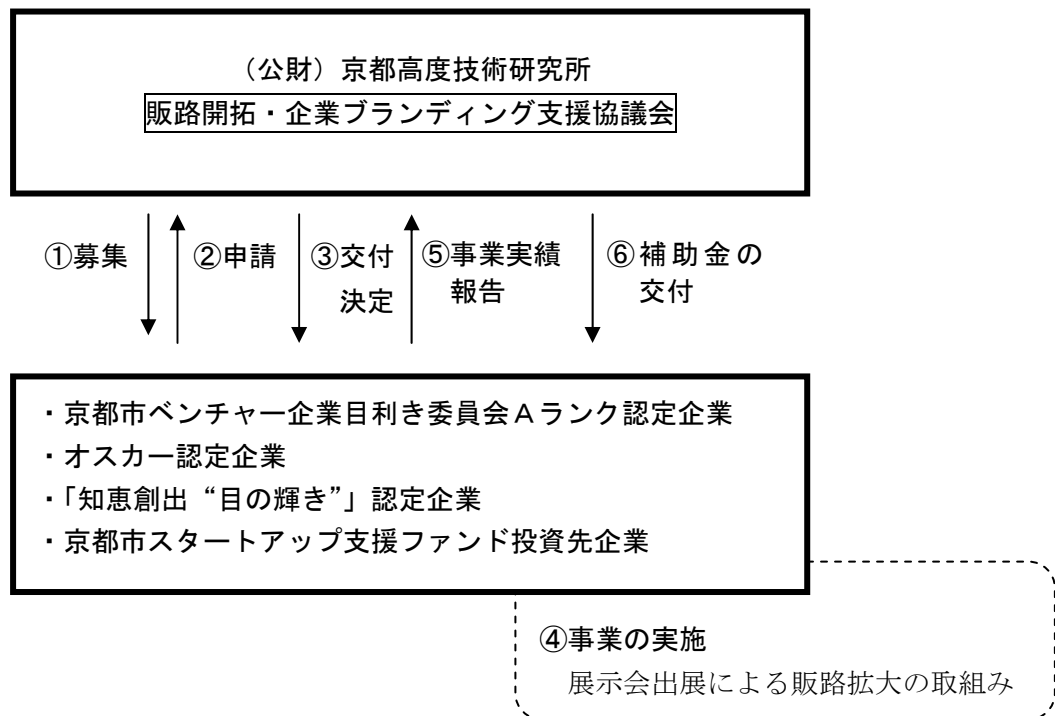 （公財）京都高度技術研究所
販路開拓・企業ブランディング支援協議会
①募集
②申請
③交付
決定
⑤事業実績
報告
⑥補助金の
交付
・京都市ベンチャー企業目利き委員会Ａランク認定企業
・オスカー認定企業
・「知恵創出“目の輝き”」認定企業
・京都市スタートアップ支援ファンド投資先企業
④事業の実施
展示会出展による販路拡大の取組み